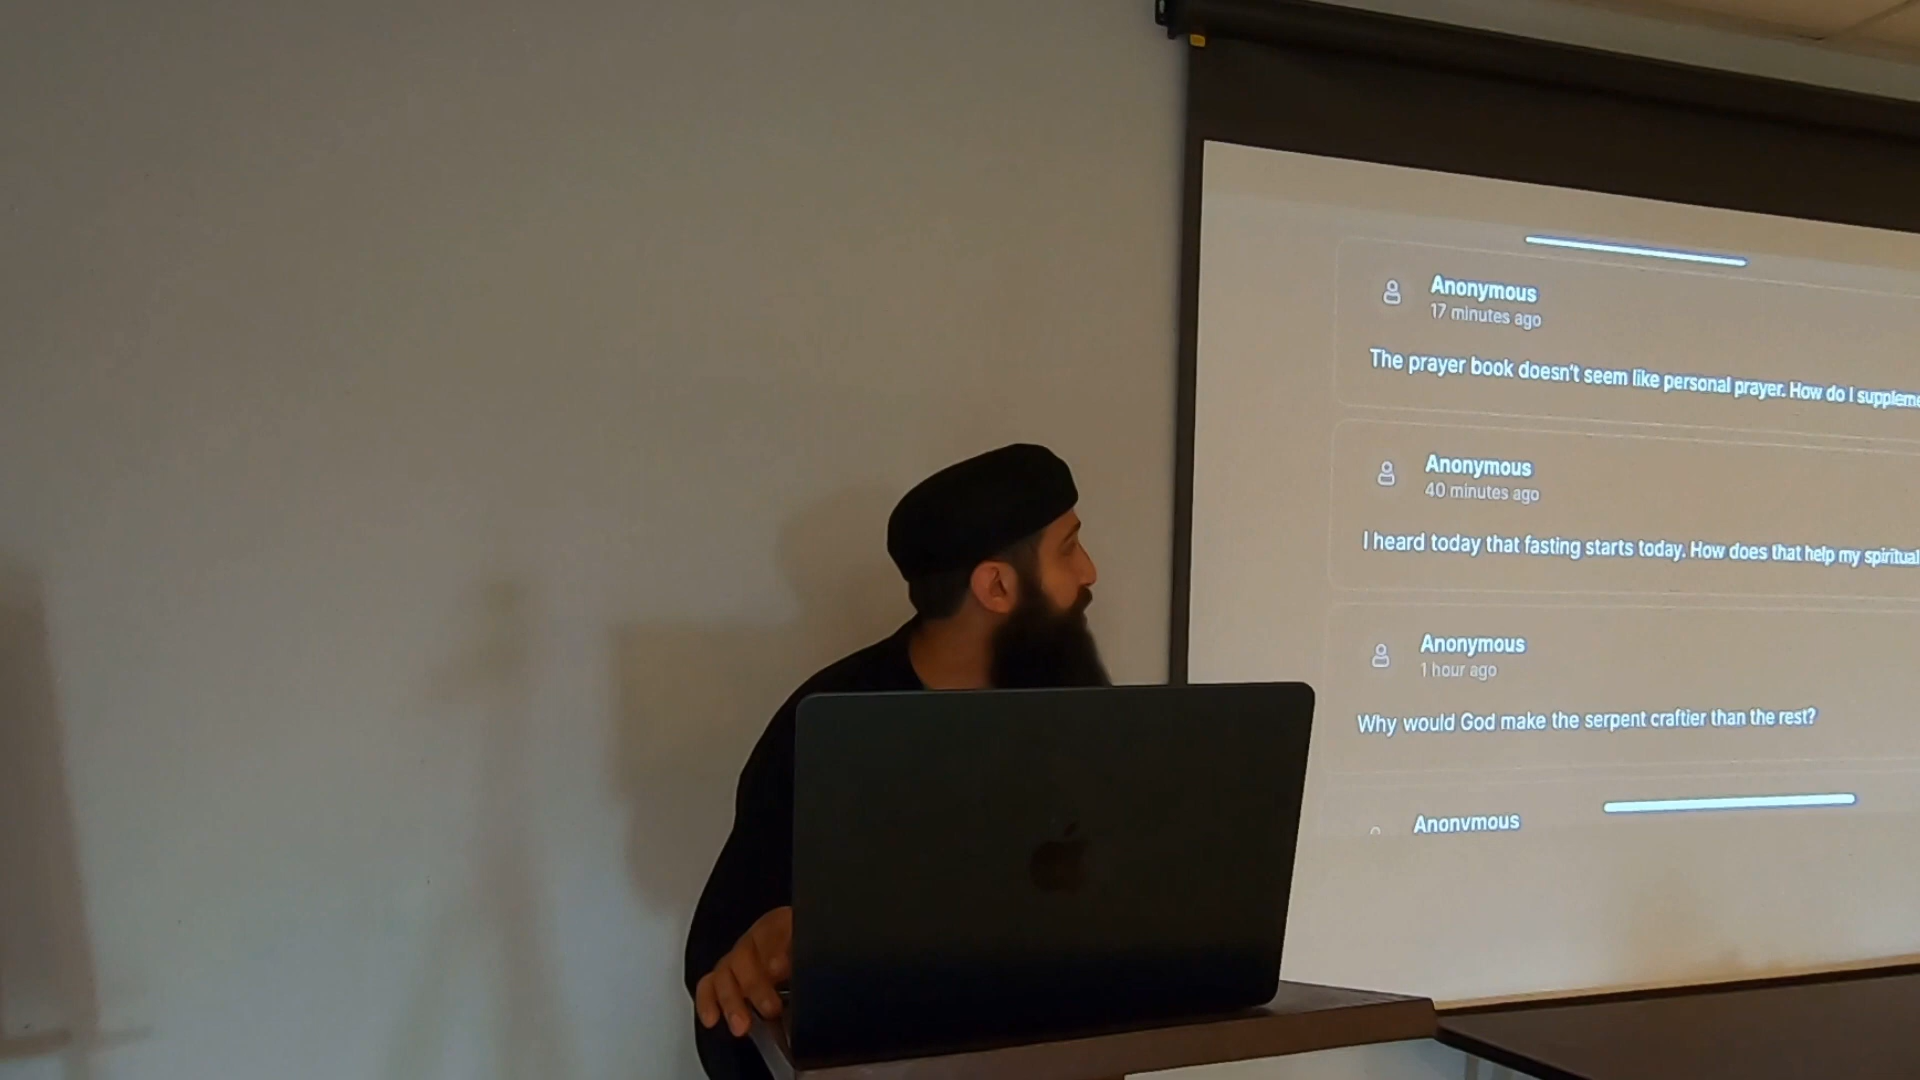 Anonymous
17 minutes ago
The prayer book doesn't seem like personal prayer. How do I
Anonymous
40 minutes ago
I heard today that fasting starts today. How does that help my spiritual
Anonymous
1 hour ago
Why would God make the serpent craftier than the rest?
Anonymous